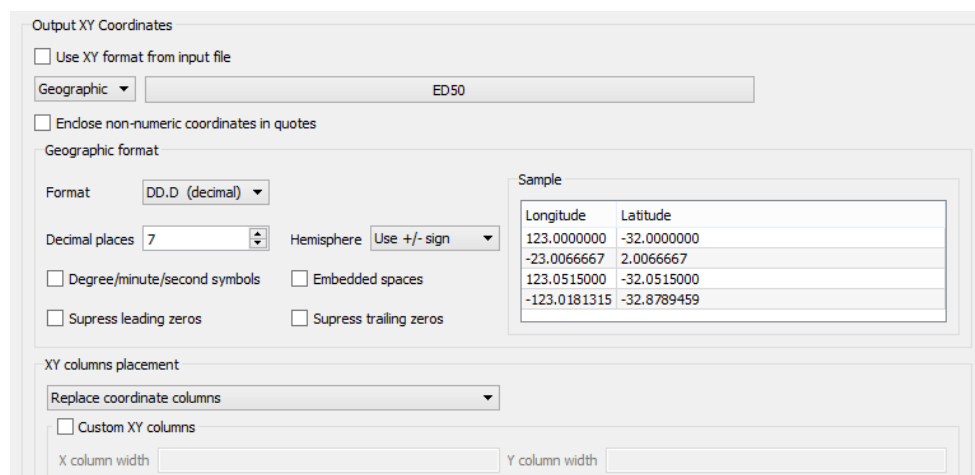 Output XY Coordinates
Use XY format from input file
Geographic ED50
Enclose non-numeric coordinates in quotes
Geographic format
Format DD.D (decimal)
Decimal places 7 Hemisphere Use +/- sign
Degree/minute/second symbols Embedded spaces
Supress leading zeros Supress trailing zeros
Sample
Longitude Latitude
123.0000000 -32.0000000
-23.0066667 2.0066667
123.0515000 -32.0515000
-123.0181315 -32.8789459
XY columns placement
Replace coordinate columns
Custom XY columns
X column width Y column width